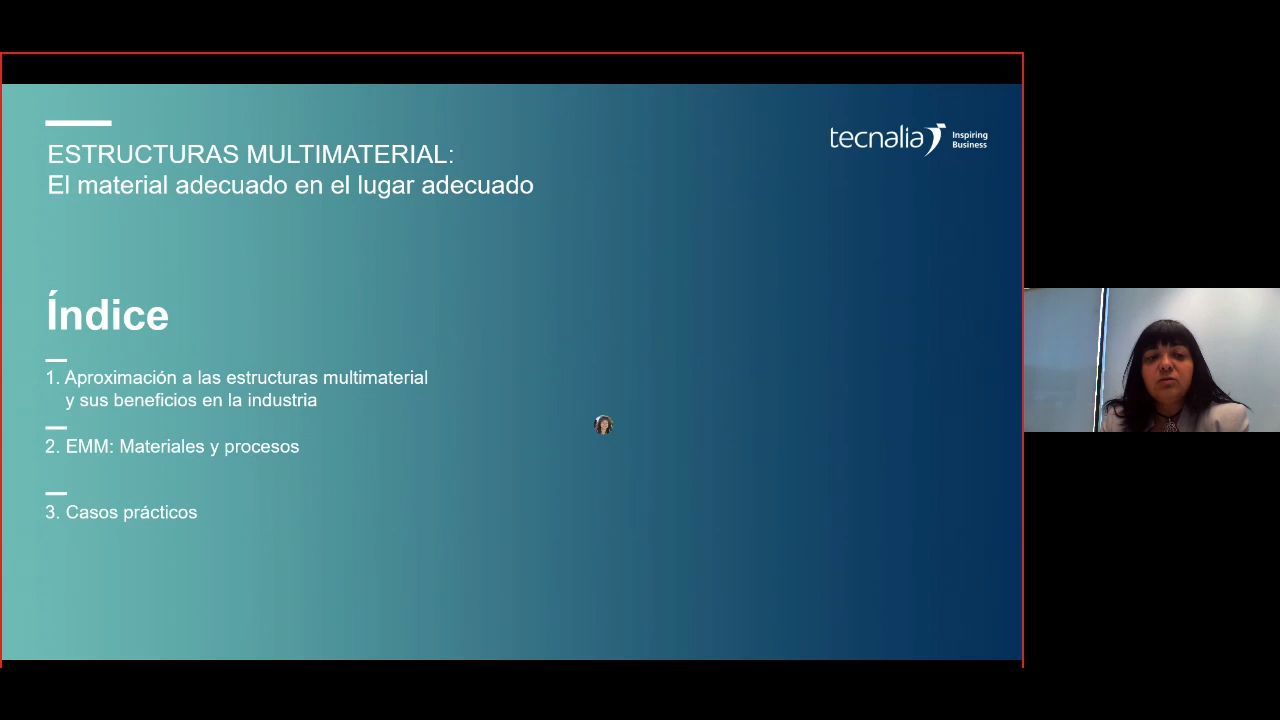 ESTRUCTURAS MULTIMATERIAL:
El material adecuado en el lugar adecuado
tecnalia Inspiring
Business
Índice
1. Aproximación a las estructuras multimaterial
y sus beneficios en la industria
2. EMM: Materiales y procesos
3. Casos prácticos